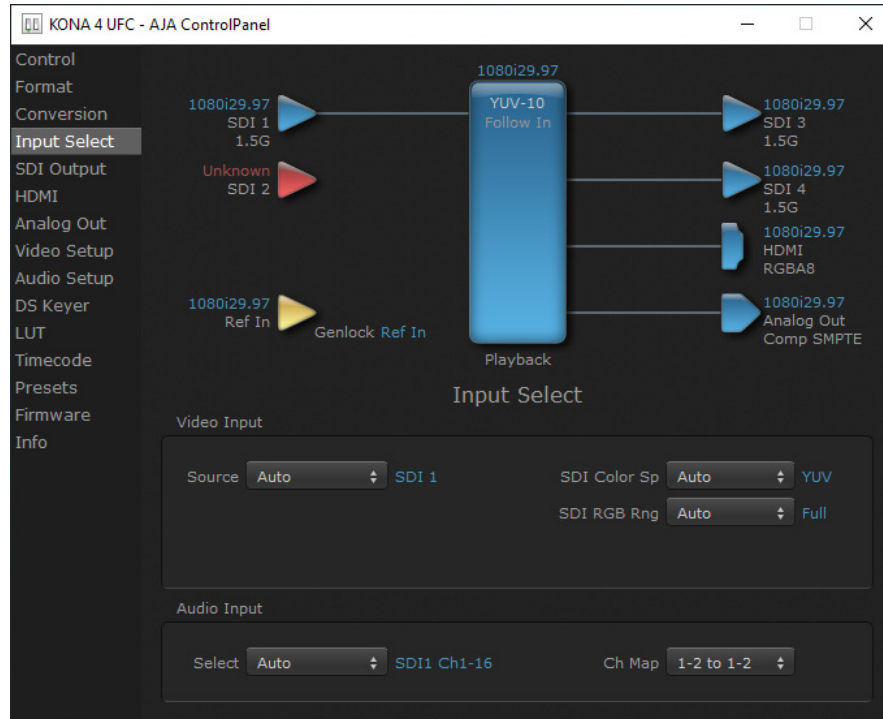 KONA 4 UFC - AJA ControlPanel
Control
Format
Conversion
Input Select
SDI Output
HDMI
Analog Out
Video Setup
Audio Setup
DS Keyer
LUT
Timecode
Presets
Firmware
Info
1080i29.97
SDI 1
1.5G
Unknown
SDI 2
1080i29.97
Ref In
Genlock Ref In
1080i29.97
YUV-10
Follow In
Playback
1080i29.97
SDI 3
1.5G
1080i29.97
SDI 4
1.5G
1080i29.97
HDMI
RGBA8
1080i29.97
Analog Out
Comp SMPTE
Input Select
Video Input
Source Auto SDI 1
SDI Color Sp Auto YUV
SDI RGB Rng Auto Full
Audio Input
Select Auto SDI1 Ch1-16
Ch Map 1-2 to 1-2